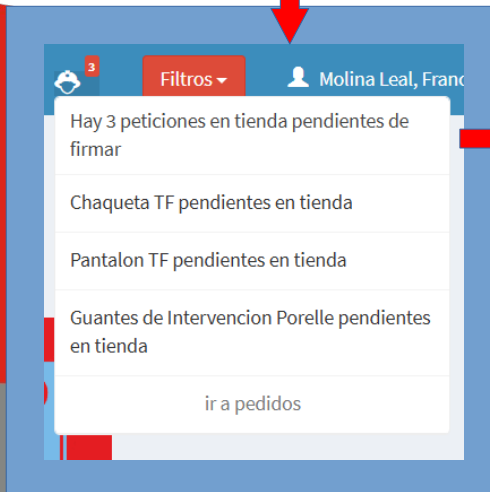 3
Filtros
Molina Leal, Franc
Hay 3 peticiones en tienda pendientes de
firmar
Chaqueta TF pendientes en tienda
Pantalon TF pendientes en tienda
Guantes de Intervencion Porelle pendientes
en tienda
ir a pedidos